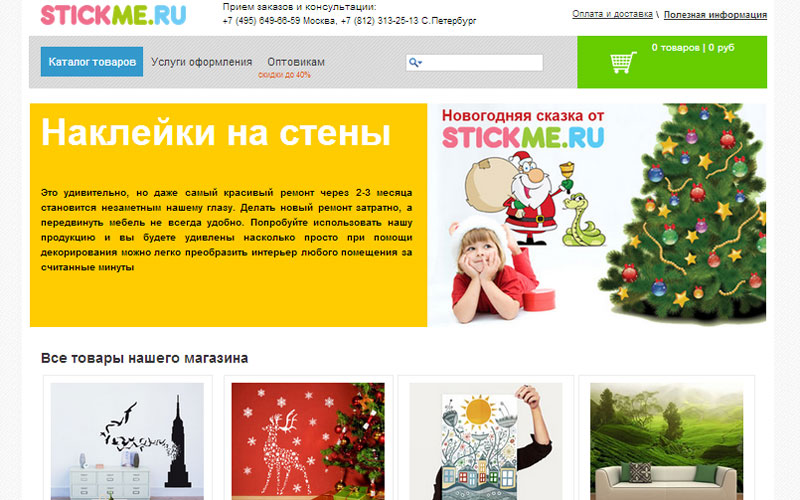 STICKME.RU
Прием заказов и консультации:
+7 (495) 649-66-59 Москва, +7 (812) 313-25-13 С.Петербург
Оплата и доставка \ Полезная информация
Каталог товаров Услуги оформления Оптовикам
скидки до 40%
0 товаров | 0 руб
Наклейки на стены
Это удивительно, но даже самый красивый ремонт через 2-3 месяца
становится незаметным нашему глазу. Делать новый ремонт затратно, а
передвинуть мебель не всегда удобно. Попробуйте использовать нашу
продукцию и вы будете удивлены насколько просто при помощи
декорирования можно легко преобразить интерьер любого помещения за
считанные минуты
Новогодняя сказка от
STICKME.RU
Все товары нашего магазина